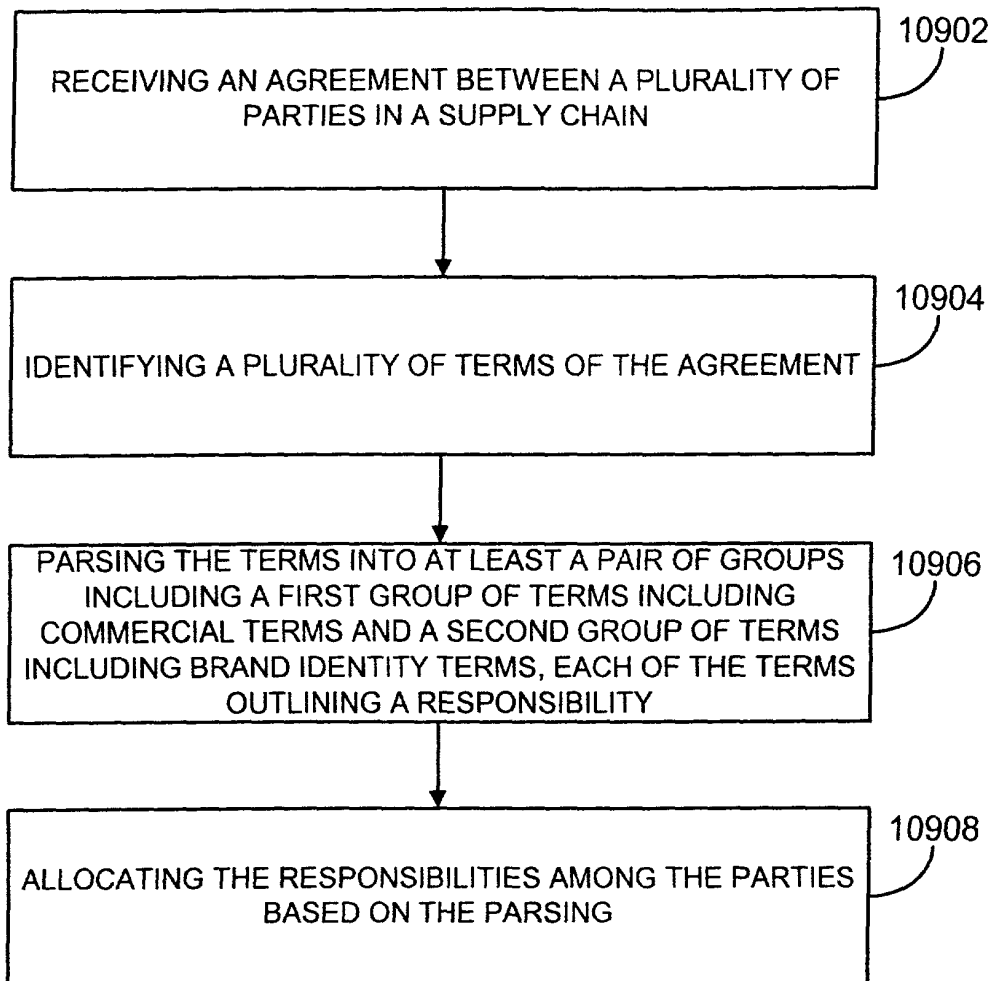 10902
RECEIVING AN AGREEMENT BETWEEN A PLURALITY OF
PARTIES IN A SUPPLY CHAIN
10904
IDENTIFYING A PLURALITY OF TERMS OF THE AGREEMENT
10906
PARSING THE TERMS INTO AT LEAST A PAIR OF GROUPS
INCLUDING A FIRST GROUP OF TERMS INCLUDING
COMMERCIAL TERMS AND A SECOND GROUP OF TERMS
INCLUDING BRAND IDENTITY TERMS, EACH OF THE TERMS
OUTLINING A RESPONSIBILITY
10908
ALLOCATING THE RESPONSIBILITIES AMONG THE PARTIES
BASED ON THE PARSING